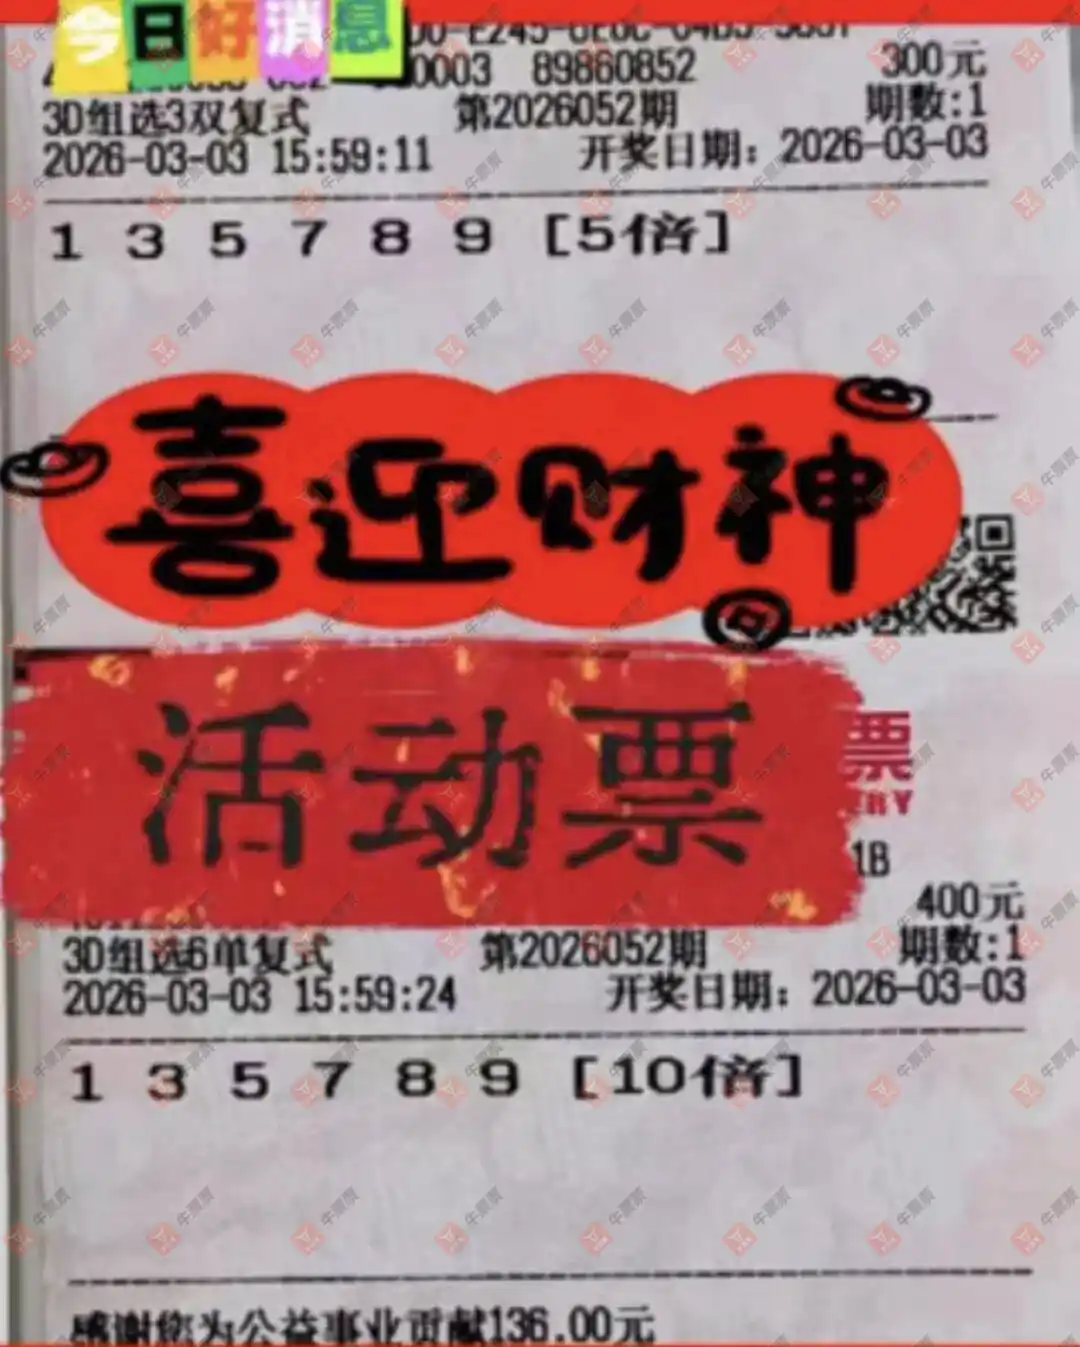 今日好消息
0003 89860852 300元
3D组选3双复式 第2026052期 期数:1
2026-03-03 15:59:11 开奖日期: 2026-03-03
1 3 5 7 8 9 [5倍]
喜迎财神
活动票
票
ERY
1B
400元
3D组选6单复式 第2026052期 期数:1
2026-03-03 15:59:24 开奖日期: 2026-03-03
1 3 5 7 8 9 [10倍]
感谢您为公益事业贡献136.00元
牛票票